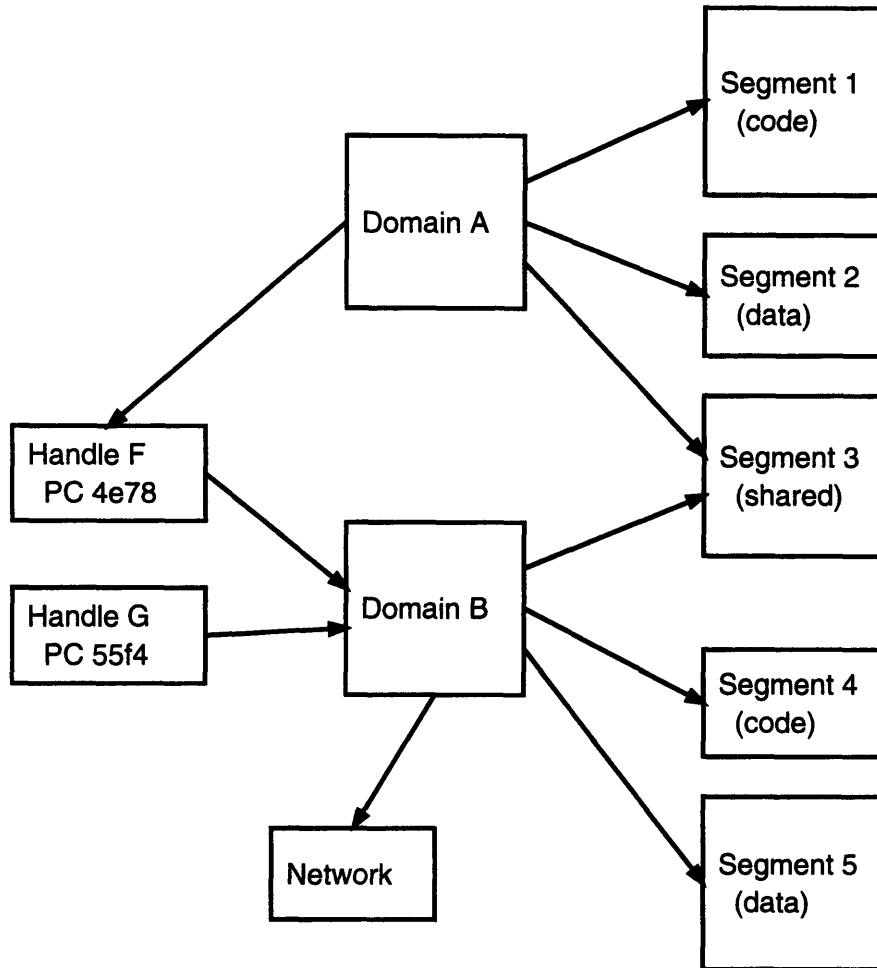 Segment 1
(code)
Domain A
Segment 2
(data)
Handle F
PC 4e78
Segment 3
(shared)
Handle G
PC 55f4
Domain B
Segment 4
(code)
Network
Segment 5
(data)